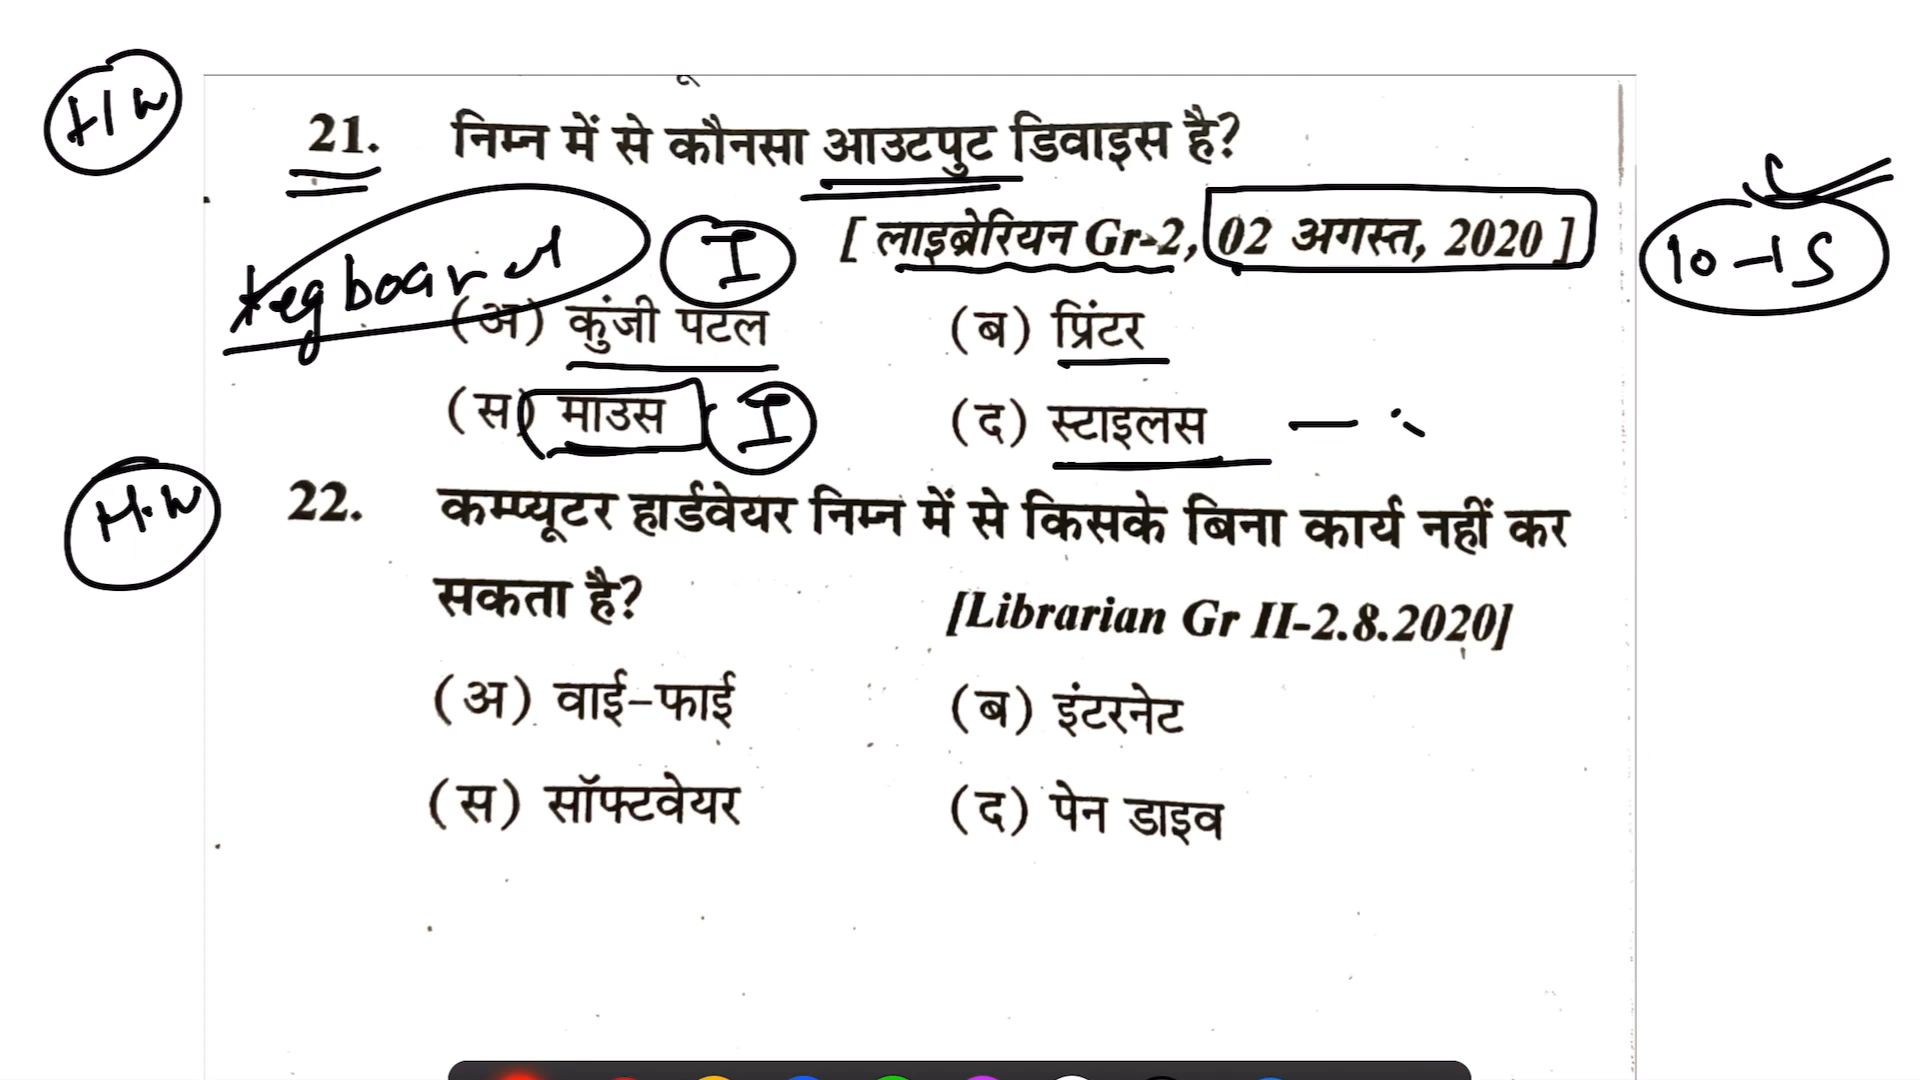 H/W
21. निम्न में से कौनसा आउटपुट डिवाइस है?
[ लाइब्रेरियन Gr-2, 02 अगस्त, 2020 ]
10-15
Keyboard I
(अ) कुंजी पटल (ब) प्रिंटर
(स) माउस I (द) स्टाइलस
H.W
22. कम्प्यूटर हार्डवेयर निम्न में से किसके बिना कार्य नहीं कर
सकता है? [Librarian Gr II-2.8.2020]
(अ) वाई-फाई (ब) इंटरनेट
(स) सॉफ्टवेयर (द) पेन डाइव